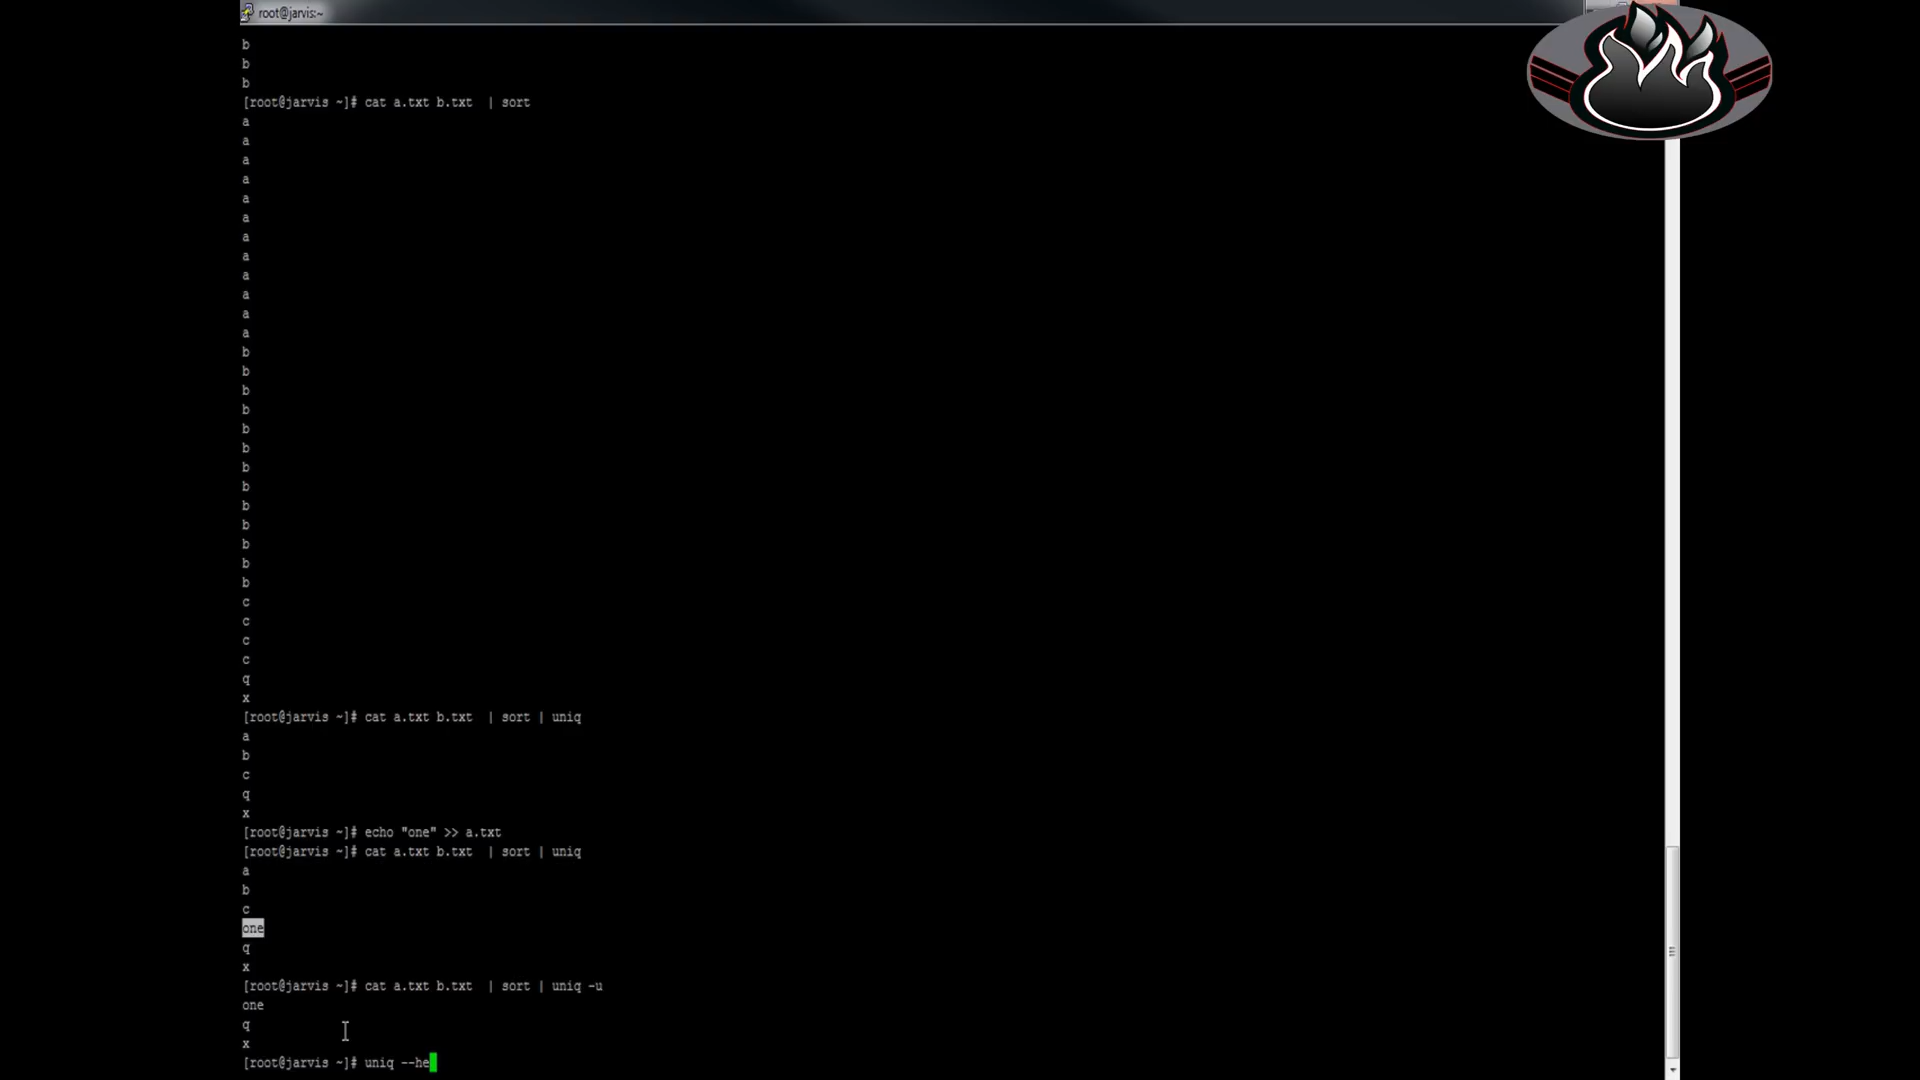 root@jarvis:~
b
b
b
[root@jarvis ~]# cat a.txt b.txt  | sort
a
a
a
a
a
a
a
a
a
a
a
a
b
b
b
b
b
b
b
b
b
b
b
b
b
c
c
c
c
q
x
[root@jarvis ~]# cat a.txt b.txt  | sort | uniq
a
b
c
q
x
[root@jarvis ~]# echo "one" >> a.txt
[root@jarvis ~]# cat a.txt b.txt  | sort | uniq
a
b
c
one
q
x
[root@jarvis ~]# cat a.txt b.txt  | sort | uniq -u
one
q
x
[root@jarvis ~]# uniq --he